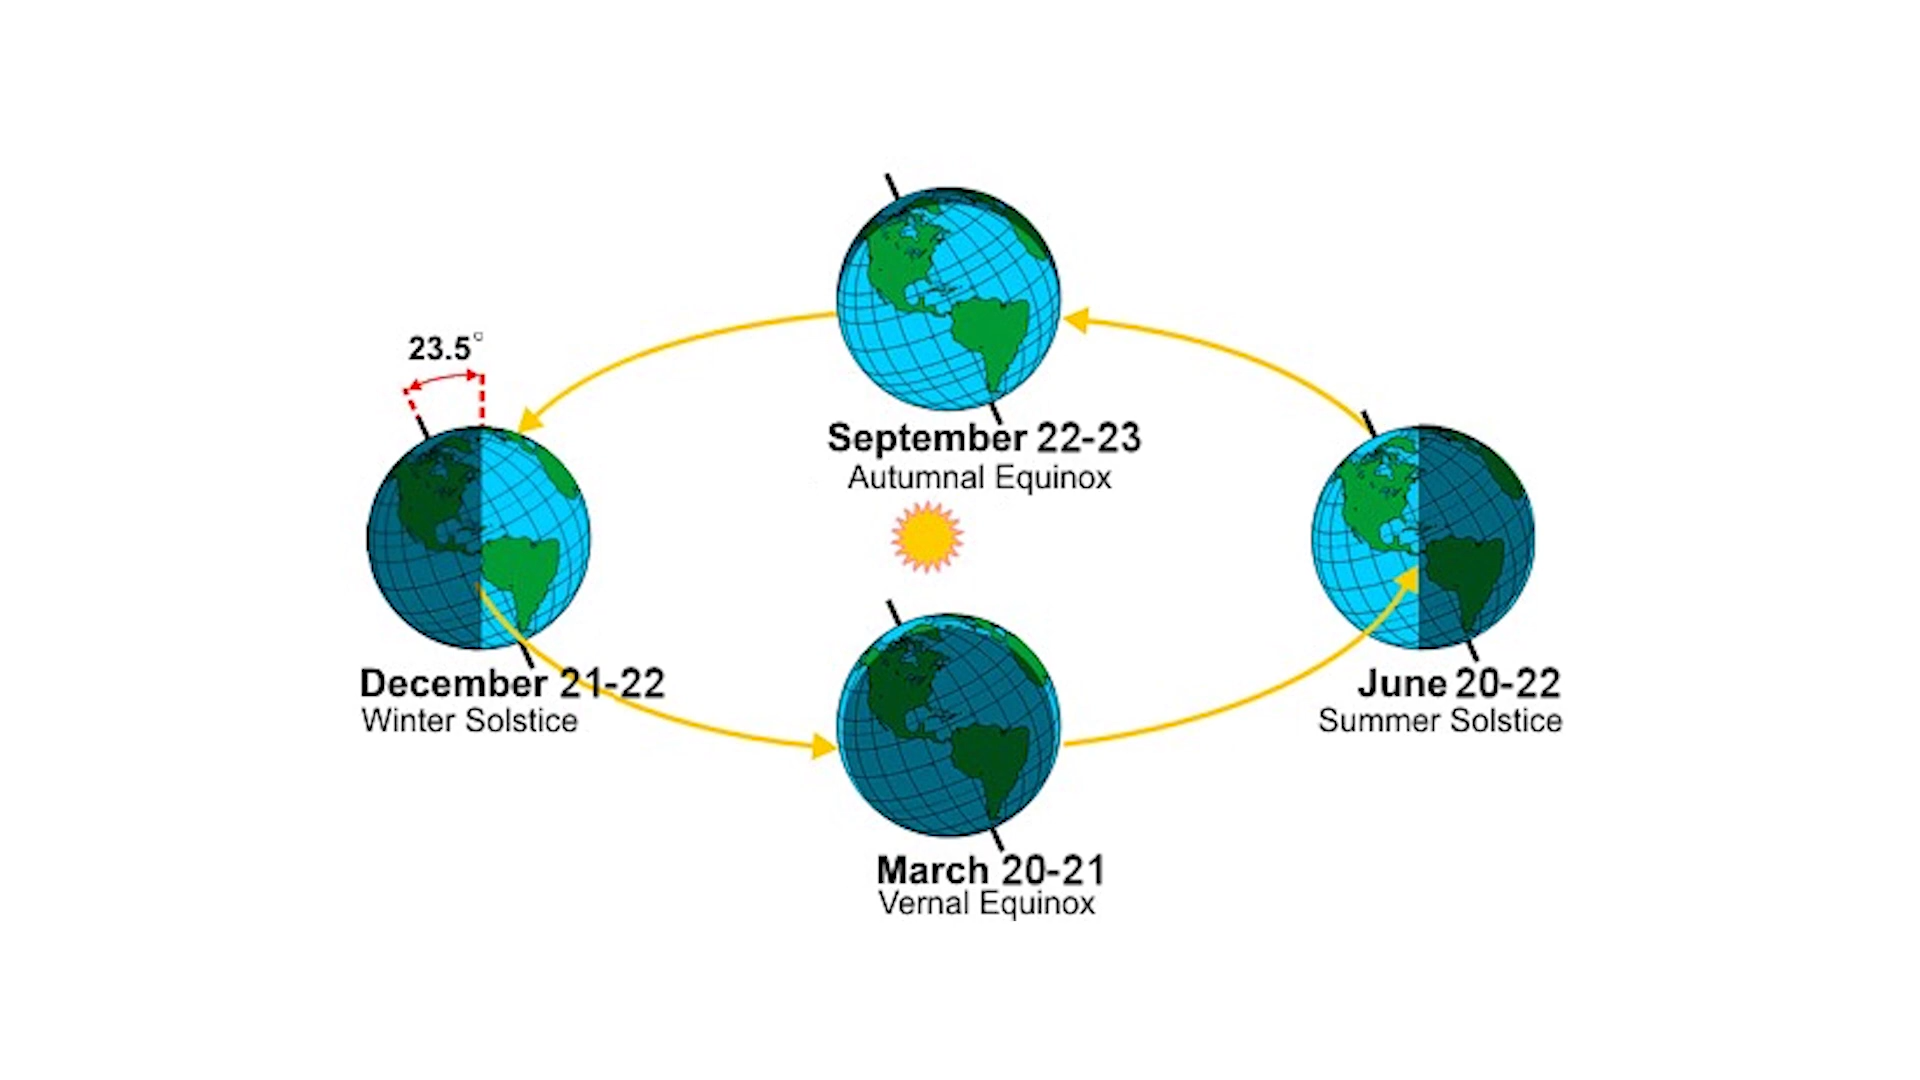 23.5°
September 22-23
Autumnal Equinox
December 21-22
Winter Solstice
June 20-22
Summer Solstice
March 20-21
Vernal Equinox